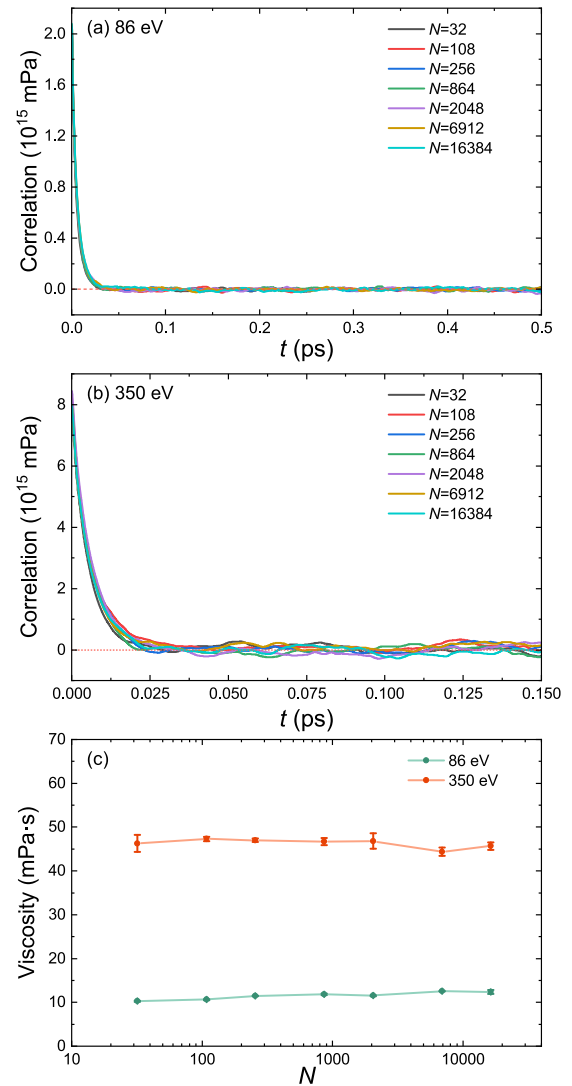 (a) 86 eV
N=32
N=108
N=256
N=864
N=2048
N=6912
N=16384
Correlation (10¹⁵ mPa)
2.0
1.6
1.2
0.8
0.4
0.0
0.0 0.1 0.2 0.3 0.4 0.5
t (ps)
(b) 350 eV
N=32
N=108
N=256
N=864
N=2048
N=6912
N=16384
Correlation (10¹⁵ mPa)
8
6
4
2
0
0.000 0.025 0.050 0.075 0.100 0.125 0.150
t (ps)
(c)
86 eV
350 eV
Viscosity (mPa·s)
70
60
50
40
30
20
10
0
10 100 1000 10000
N